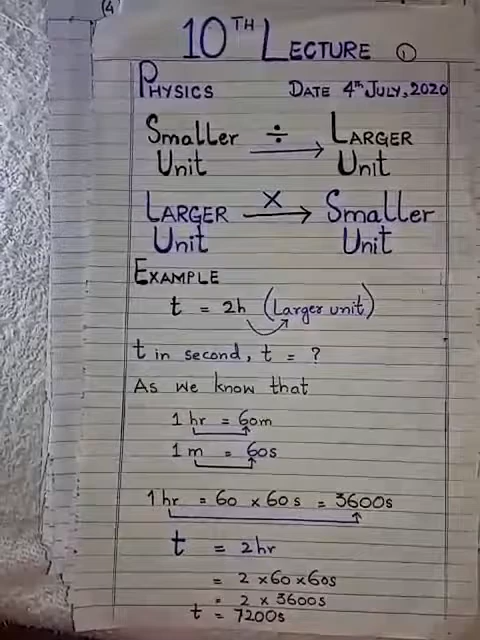 (4
10TH LECTURE ①
PHYSICS DATE 4th JULY, 2020
Smaller Unit ÷ → LARGER Unit
LARGER Unit × → Smaller Unit
EXAMPLE
t = 2h (Larger unit)
t in second, t = ?
As we know that
1 hr = 60m
1 m = 60s
1 hr = 60 × 60s = 3600s
t = 2hr
= 2 × 60 × 60s
= 2 × 3600s
t = 7200s